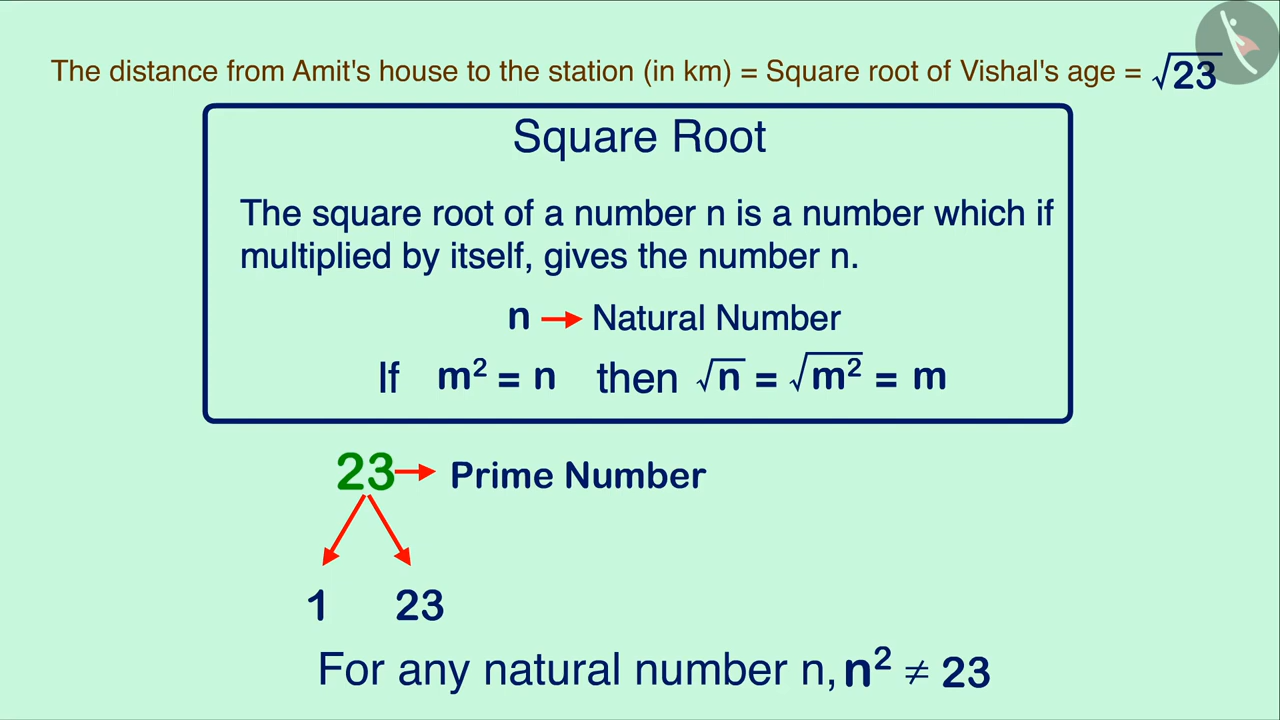 The distance from Amit's house to the station (in km) = Square root of Vishal's age = √23
Square Root
The square root of a number n is a number which if
multiplied by itself, gives the number n.
n → Natural Number
If m² = n then √n = √m² = m
23 → Prime Number
1 23
For any natural number n, n² ≠ 23